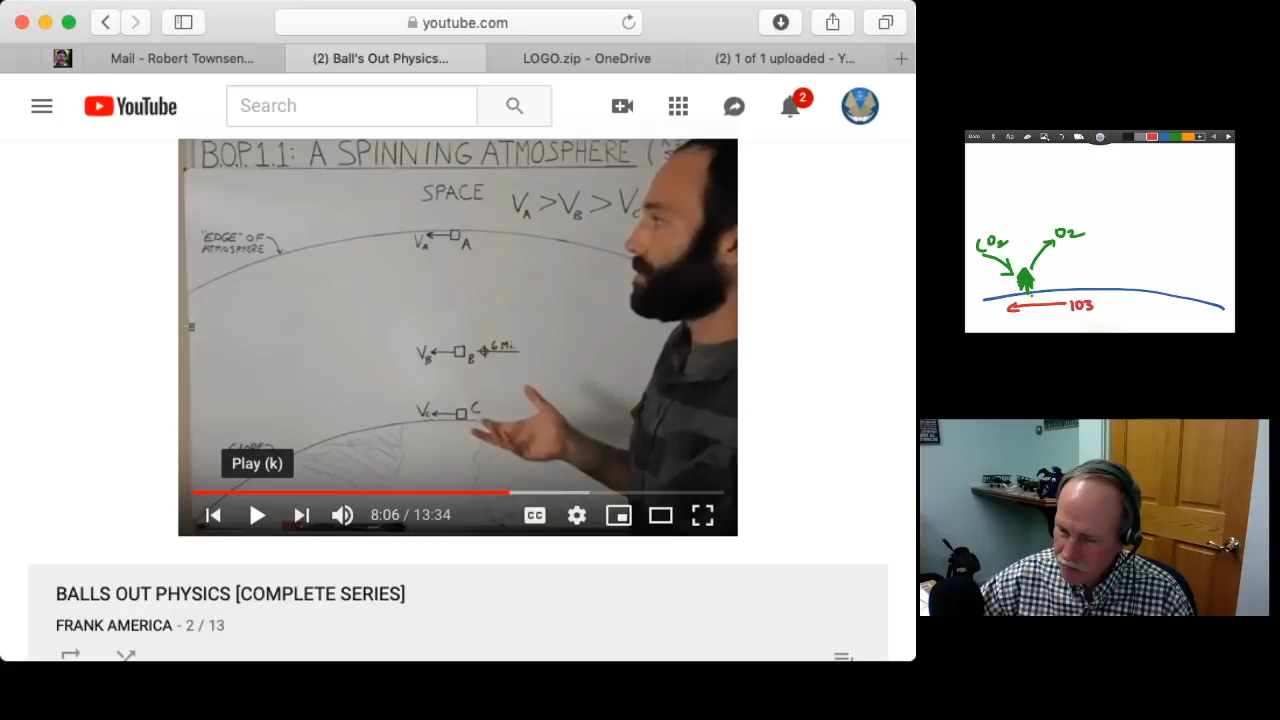 youtube.com
Mail - Robert Townsen...
(2) Ball's Out Physics...
LOGO.zip - OneDrive
(2) 1 of 1 uploaded - Y...
YouTube
Search
2
B.O.P. 1.1: A SPINNING ATMOSPHERE (
SPACE
VA > VB > VC
"EDGE" OF
ATMOSPHERE
VA
A
VB
B
6 Mi.
VC
C
Play (k)
8:06 / 13:34
CC
BALLS OUT PHYSICS [COMPLETE SERIES]
FRANK AMERICA - 2 / 13
Aa
CO2
O2
103